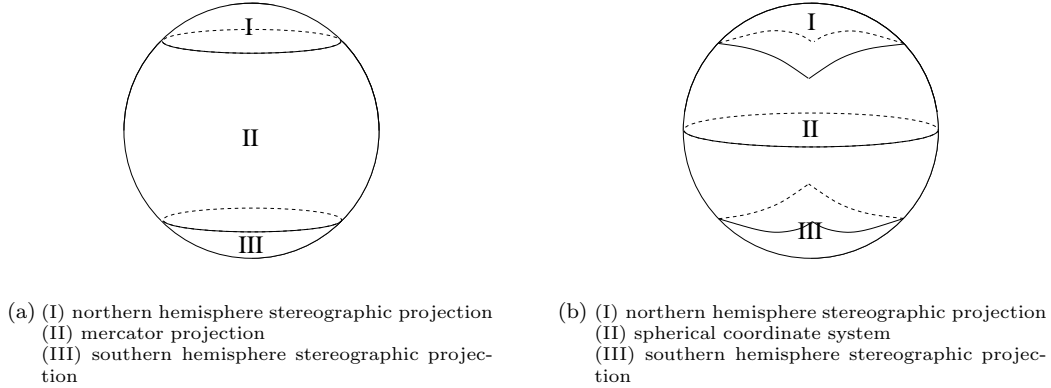 I
II
III
I
II
III
(a) (I) northern hemisphere stereographic projection
(II) mercator projection
(III) southern hemisphere stereographic projec-
tion
(b) (I) northern hemisphere stereographic projection
(II) spherical coordinate system
(III) southern hemisphere stereographic projec-
tion